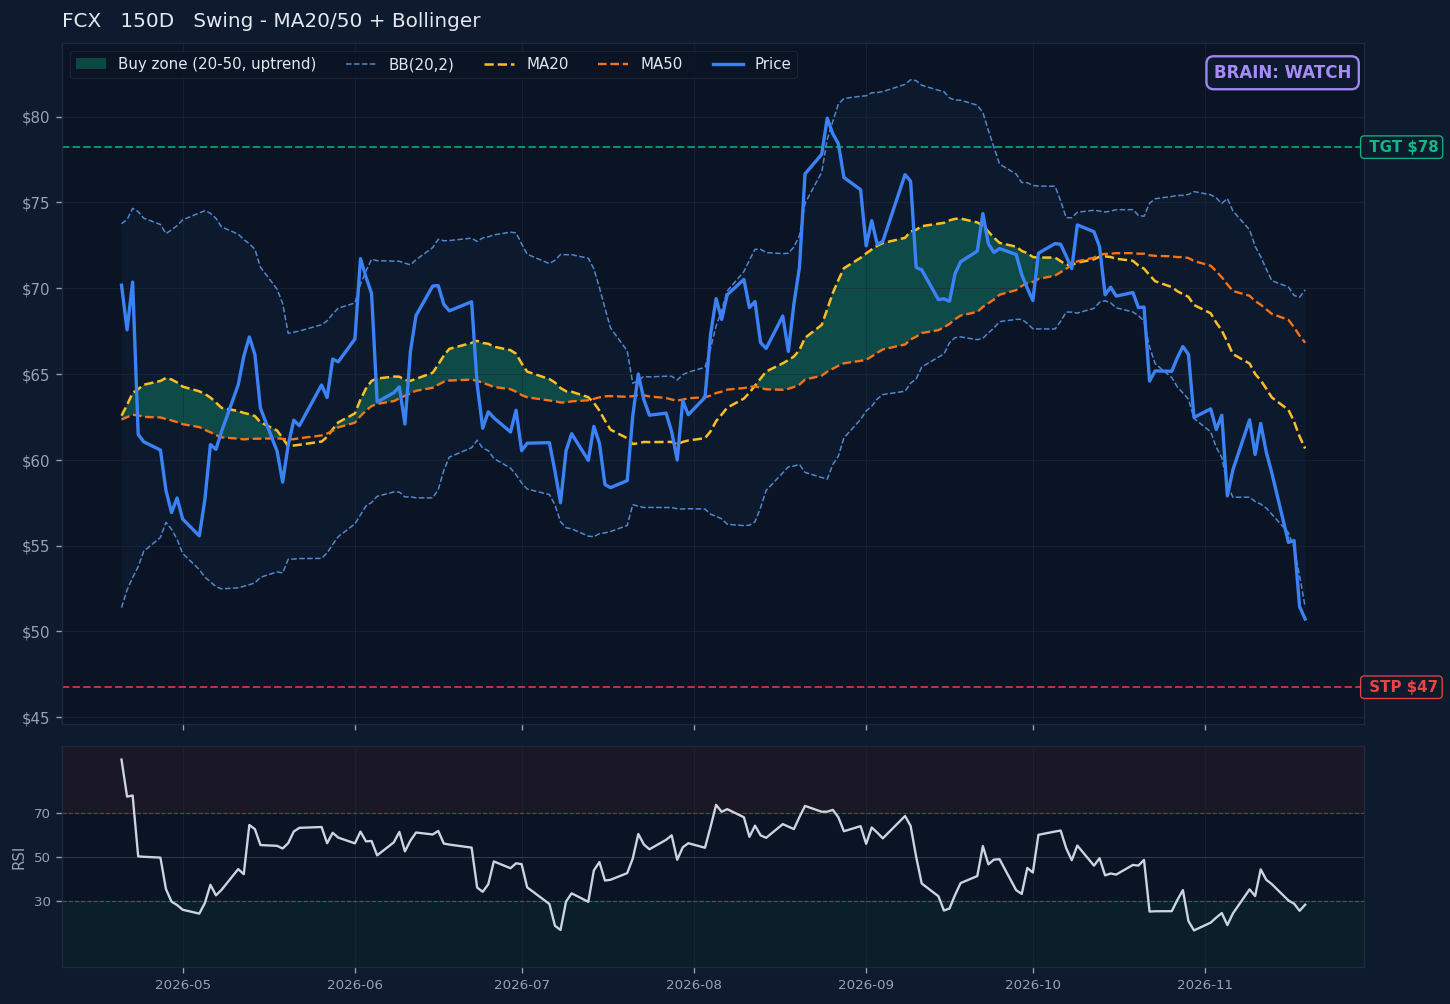 FCX   150D   Swing - MA20/50 + Bollinger
Buy zone (20-50, uptrend)   BB(20,2)   MA20   MA50   Price
BRAIN: WATCH
$80
TGT $78
$75
$70
$65
$60
$55
$50
STP $47
$45
RSI
70
50
30
2026-05   2026-06   2026-07   2026-08   2026-09   2026-10   2026-11